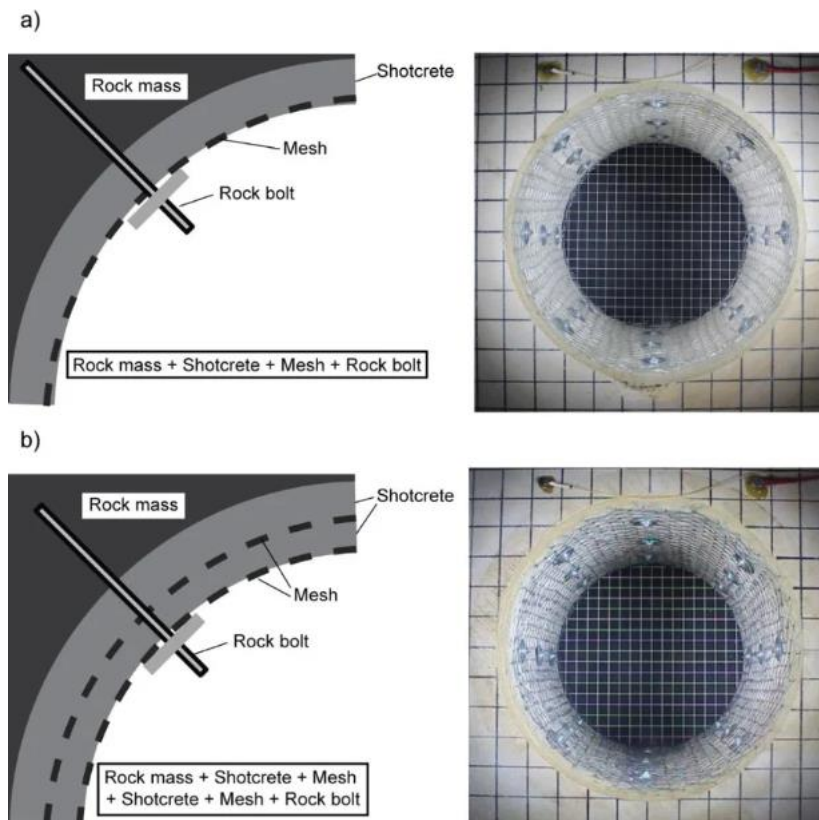 a)
Rock mass
Shotcrete
Mesh
Rock bolt
Rock mass + Shotcrete + Mesh + Rock bolt
b)
Rock mass
Shotcrete
Mesh
Rock bolt
Rock mass + Shotcrete + Mesh
+ Shotcrete + Mesh + Rock bolt